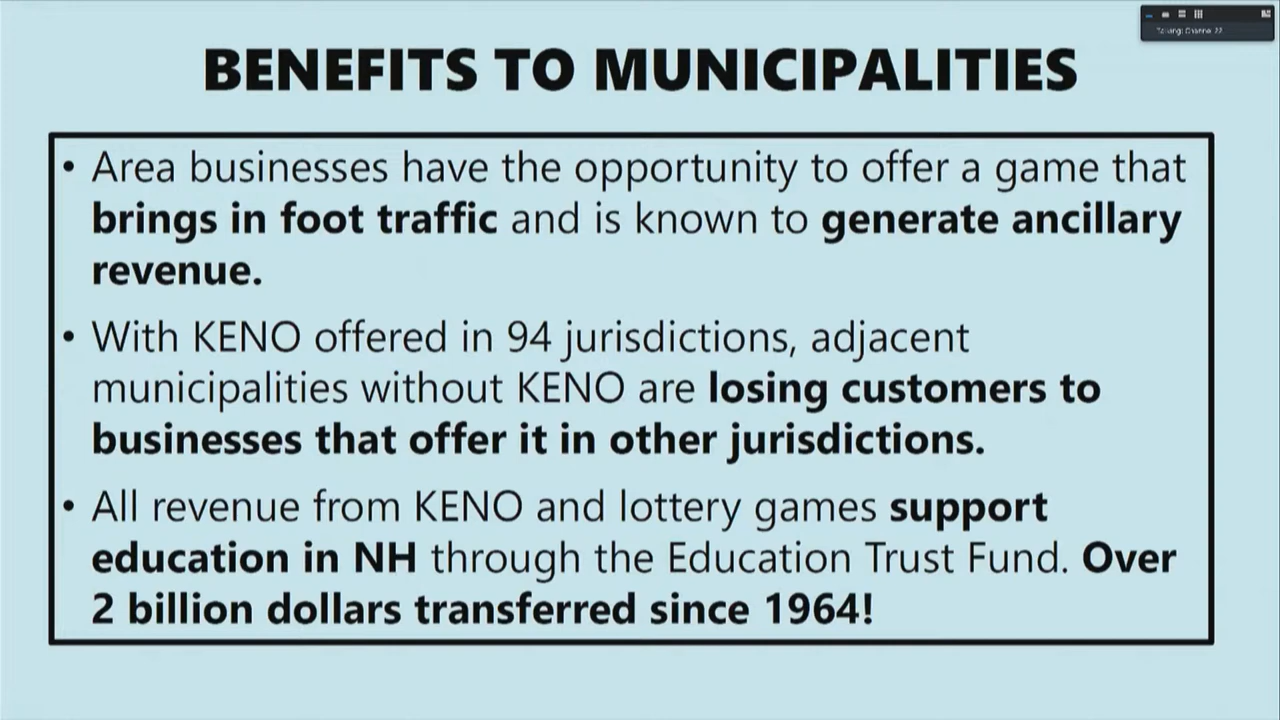 BENEFITS TO MUNICIPALITIES
• Area businesses have the opportunity to offer a game that
brings in foot traffic and is known to generate ancillary
revenue.
• With KENO offered in 94 jurisdictions, adjacent
municipalities without KENO are losing customers to
businesses that offer it in other jurisdictions.
• All revenue from KENO and lottery games support
education in NH through the Education Trust Fund. Over
2 billion dollars transferred since 1964!